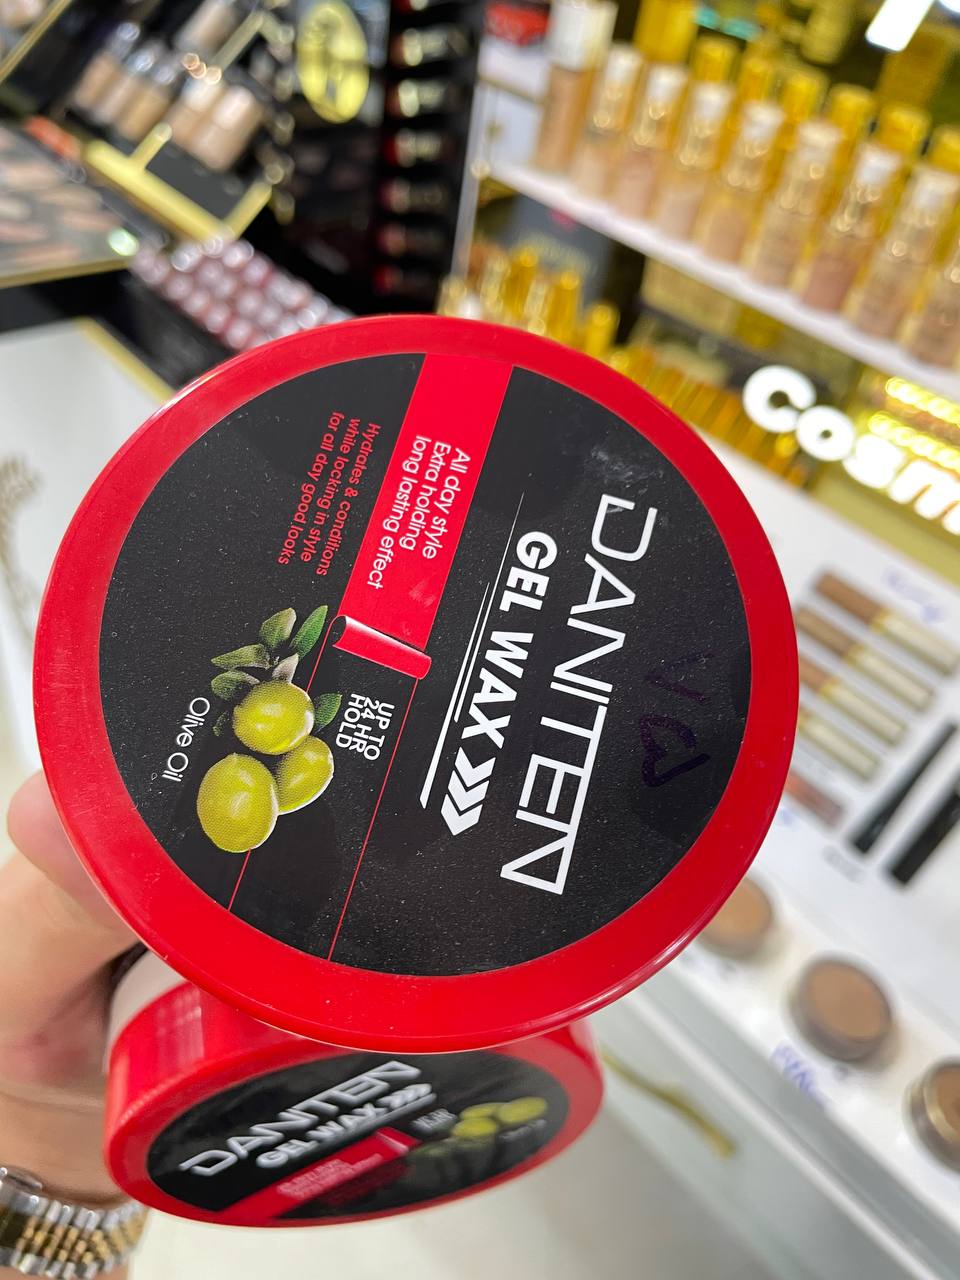 DANITEN
GEL WAX
All day style
Extra holding
long lasting effect
Hydrates & conditions
while locking in style
for all day good looks
UP TO
24 HR
HOLD
Olive Oil
DANITEN
GEL WAX
Cosm